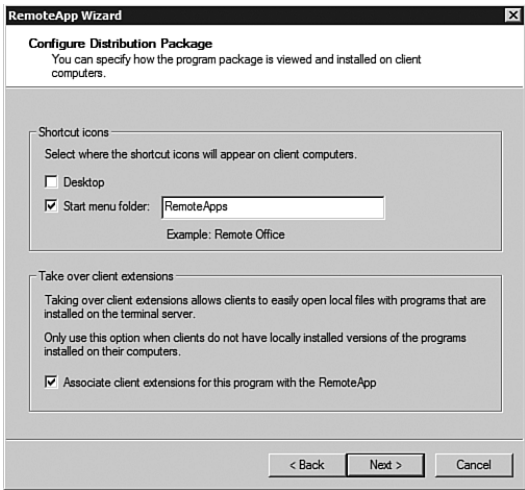 RemoteApp Wizard
Configure Distribution Package
You can specify how the program package is viewed and installed on client
computers.
Shortcut icons
Select where the shortcut icons will appear on client computers.
Desktop
Start menu folder: RemoteApps
Example: Remote Office
Take over client extensions
Taking over client extensions allows clients to easily open local files with programs that are
installed on the terminal server.
Only use this option when clients do not have locally installed versions of the programs
installed on their computers.
Associate client extensions for this program with the RemoteApp
< Back Next > Cancel